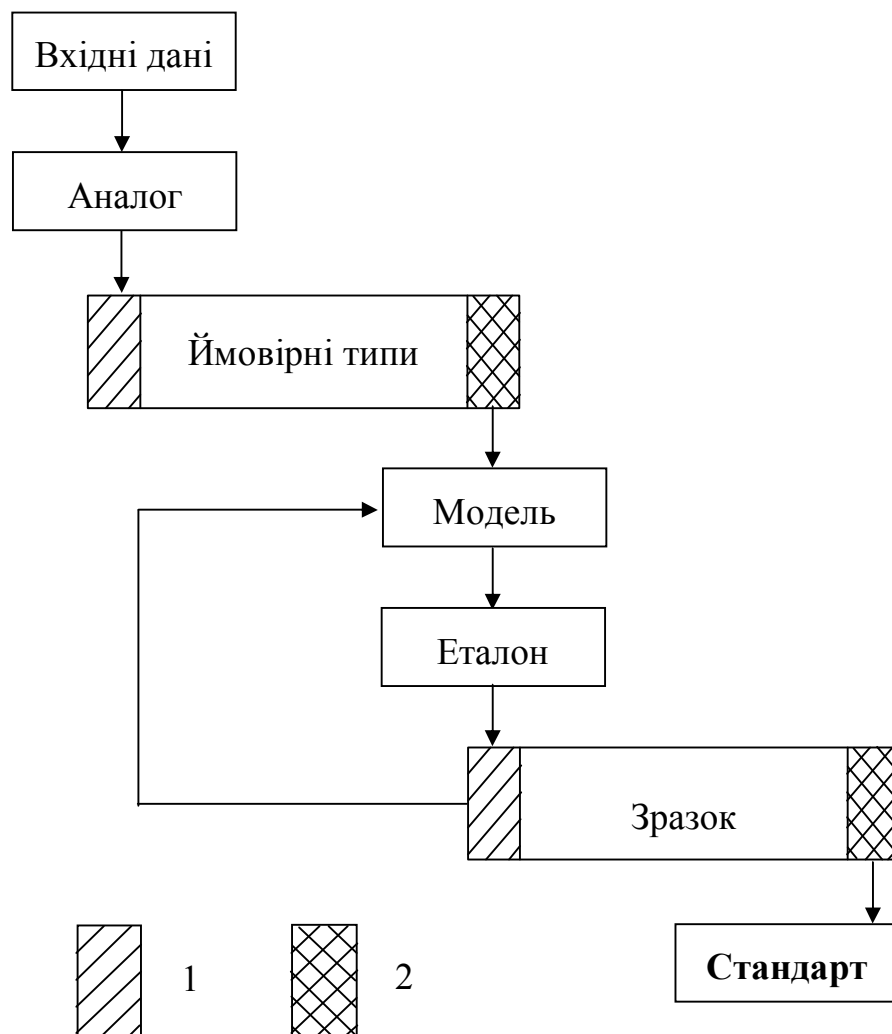 Вхідні дані
Аналог
Ймовірні типи
Модель
Еталон
Зразок
Стандарт
1
2